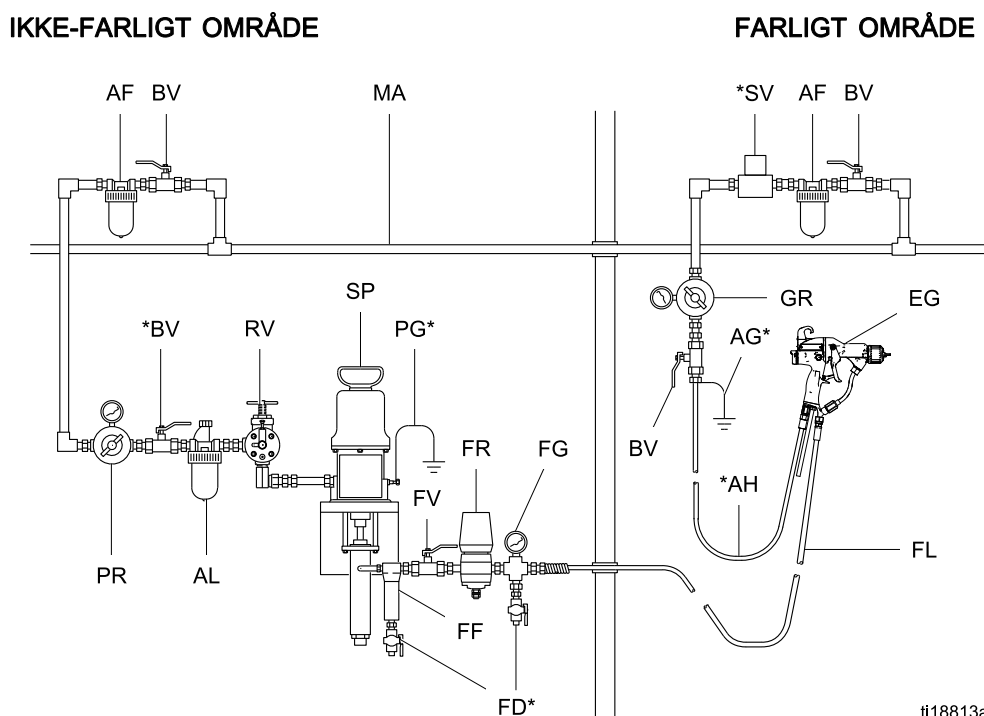 IKKE-FARLIGT OMRÅDE FARLIGT OMRÅDE
AF BV MA *SV AF BV
SP GR EG
*BV RV PG* AG*
FR FG BV
FV *AH
PR AL FL
FF
FD*
ti18813a